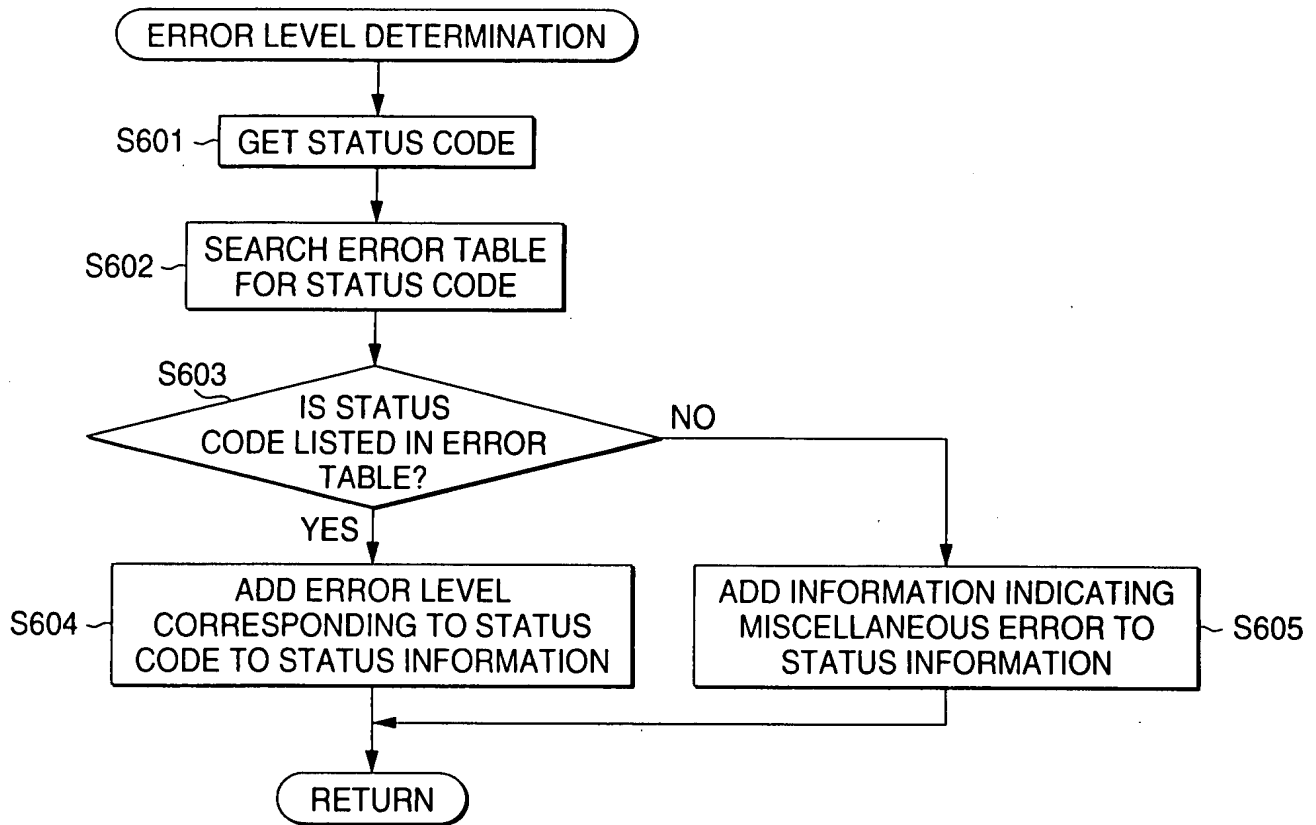 ERROR LEVEL DETERMINATION
S601
GET STATUS CODE
S602
SEARCH ERROR TABLE
FOR STATUS CODE
S603
IS STATUS
CODE LISTED IN ERROR
TABLE?
NO
YES
S604
ADD ERROR LEVEL
CORRESPONDING TO STATUS
CODE TO STATUS INFORMATION
ADD INFORMATION INDICATING
MISCELLANEOUS ERROR TO
STATUS INFORMATION
S605
RETURN